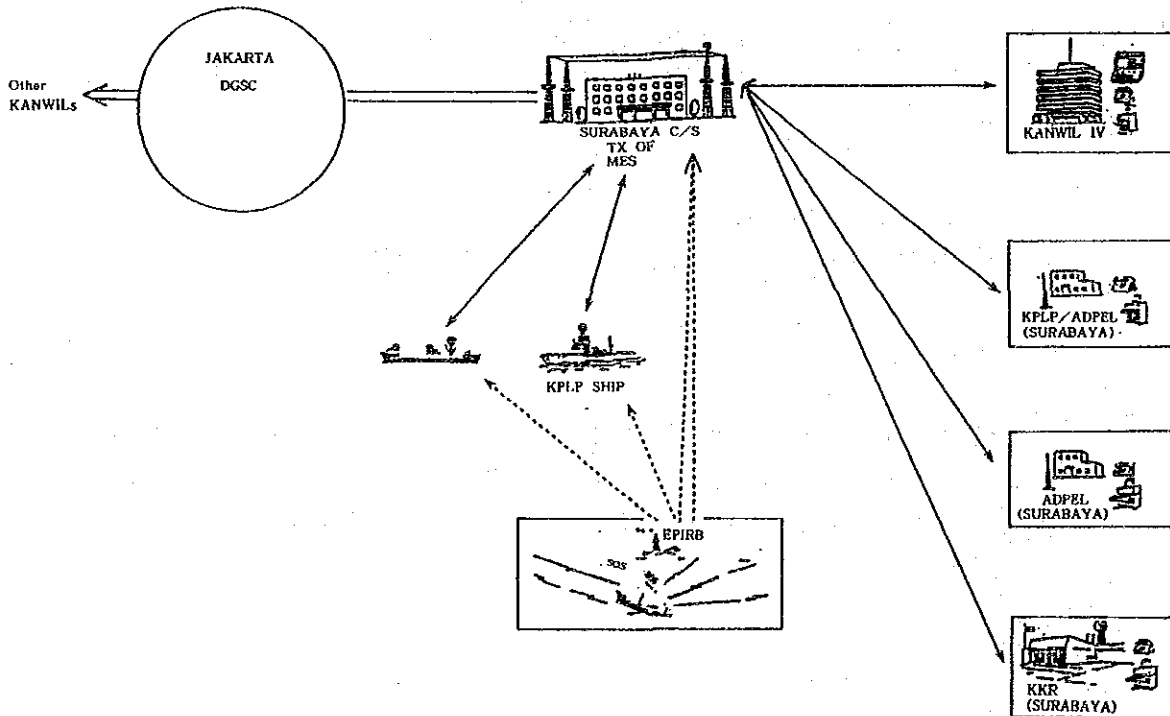 JAKARTA
DGSC
Other
KANWILs
SURABAYA C/S
TX OF
MES
KANWIL IV
KPLP/ADPEL
(SURABAYA)
KPLP SHIP
ADPEL
(SURABAYA)
EPIRB
SOS
KKR
(SURABAYA)